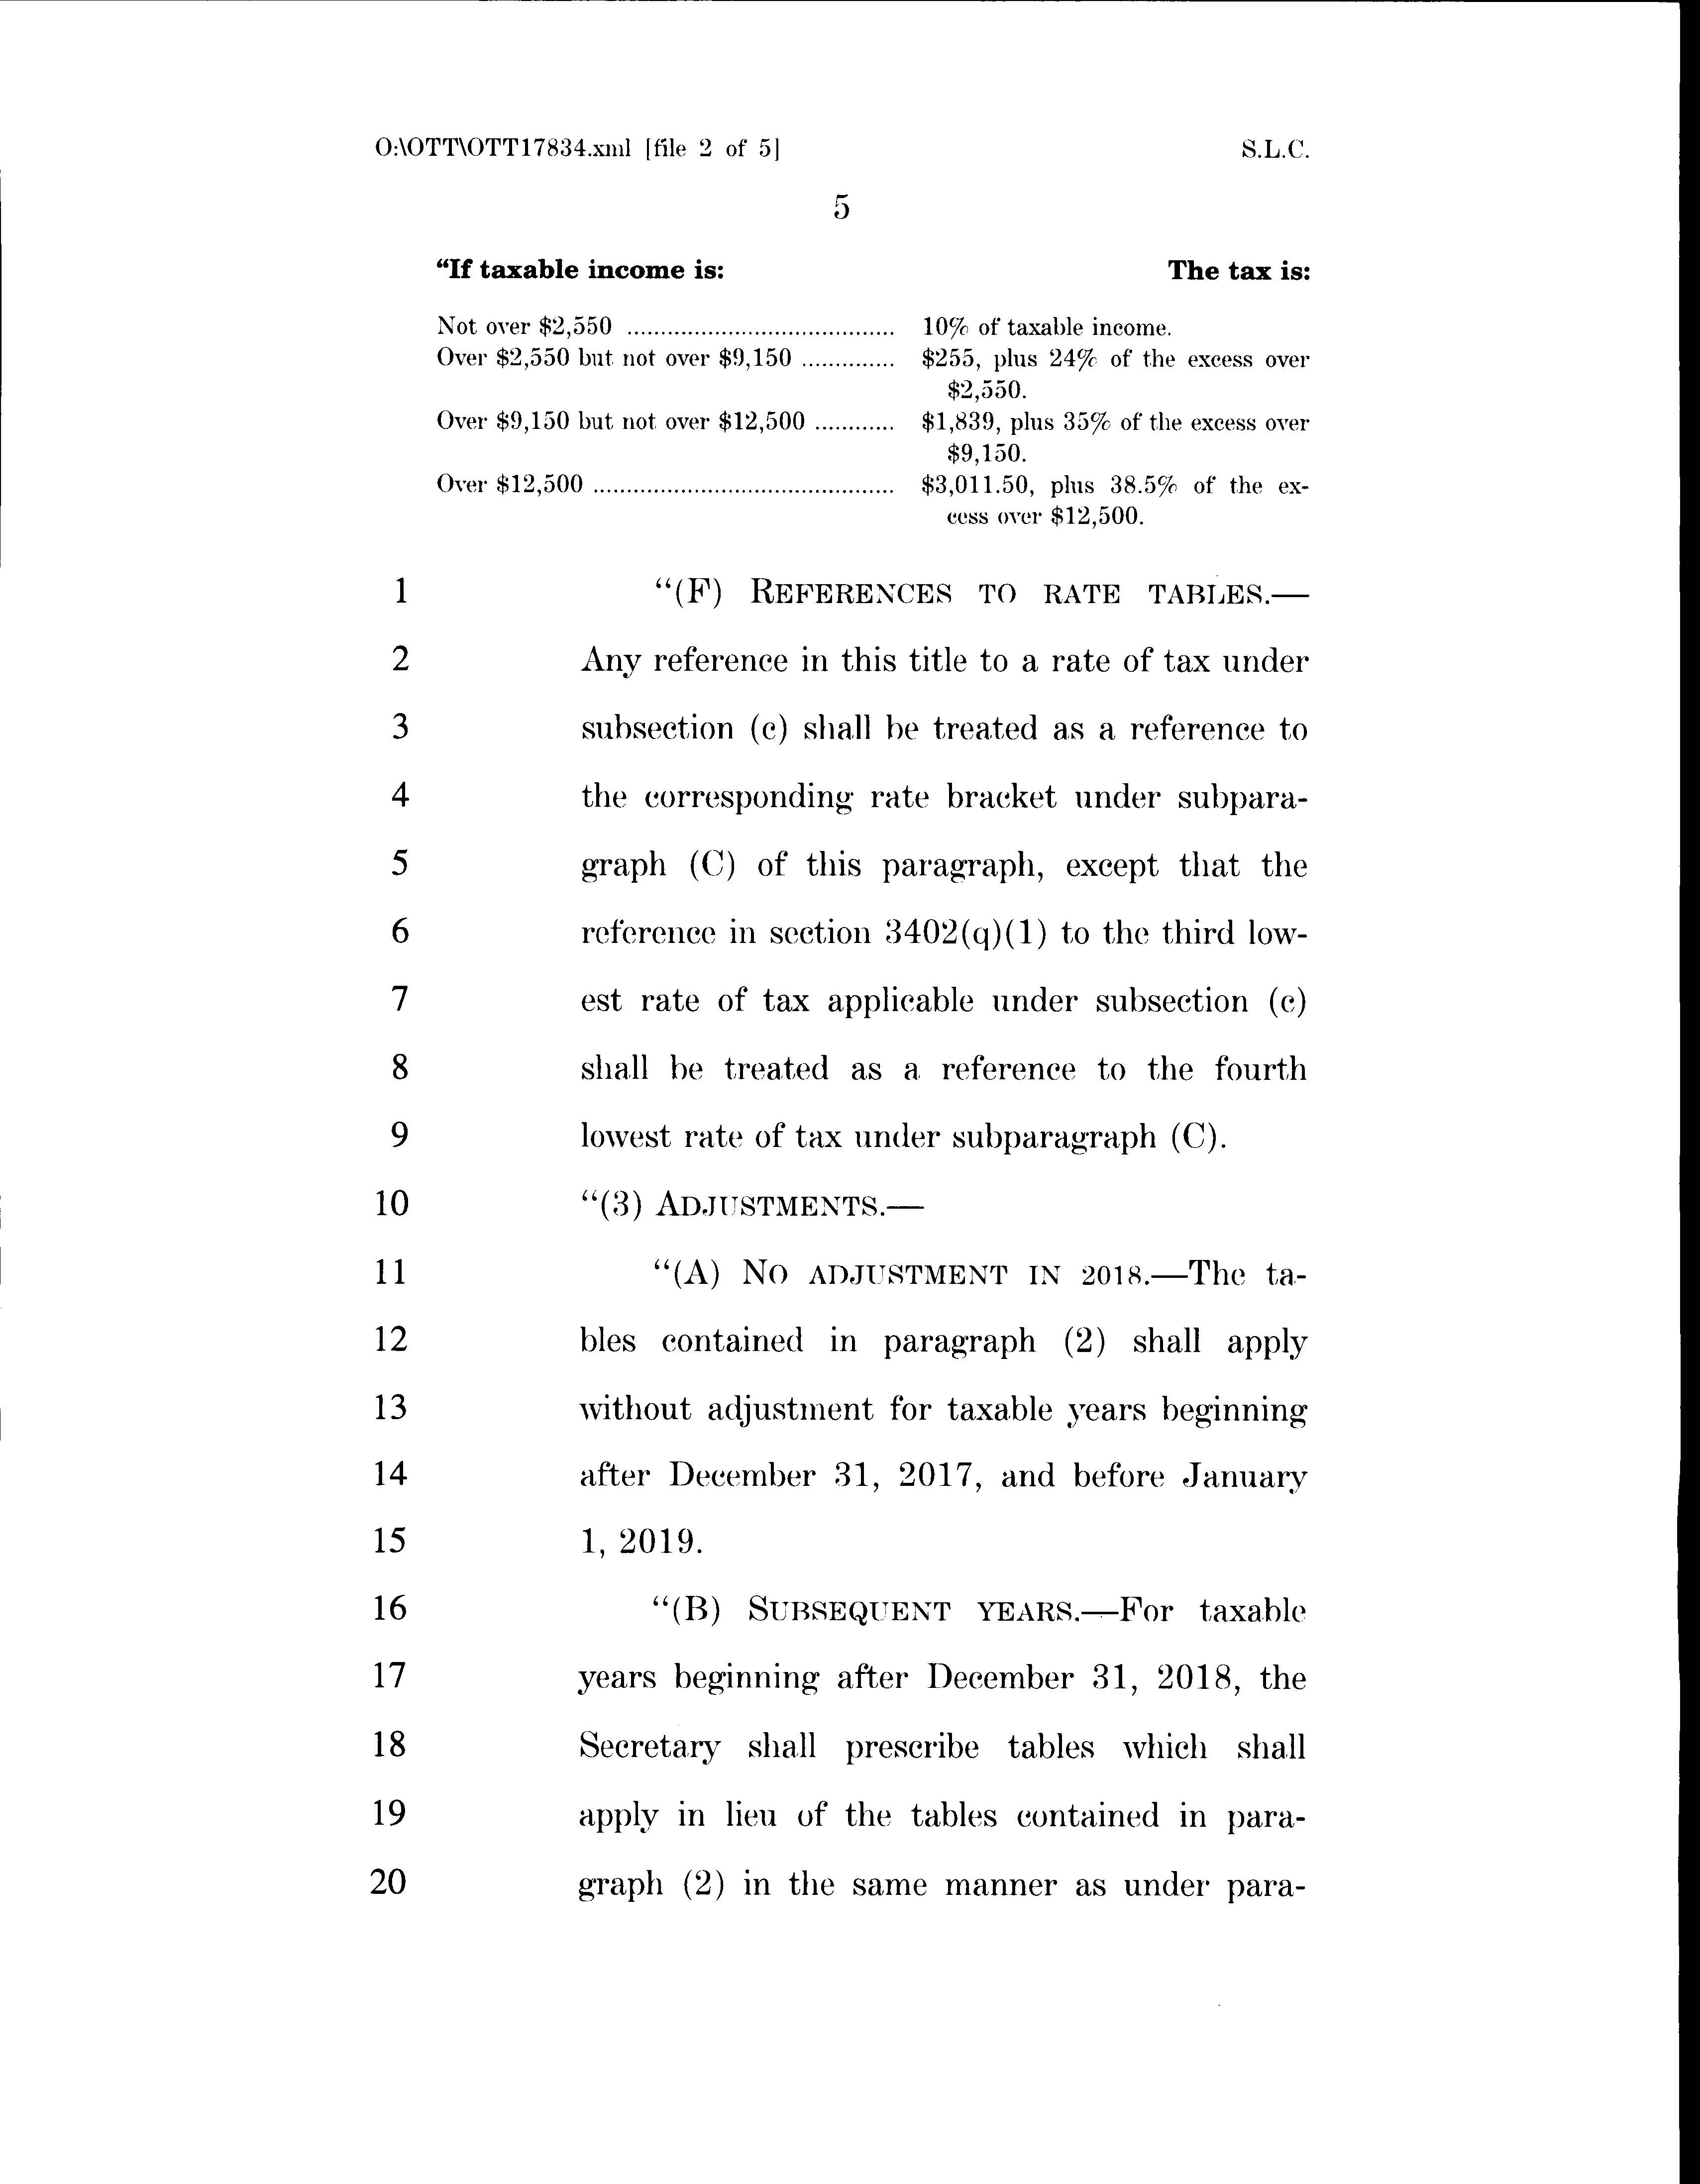 O:\OTT\OTT17834.xml [file 2 of 5] S.L.C.
5
“If taxable income is: The tax is:
Not over $2,550 ........................................ 10% of taxable income.
Over $2,550 but not over $9,150 .............. $255, plus 24% of the excess over
$2,550.
Over $9,150 but not over $12,500 ............ $1,839, plus 35% of the excess over
$9,150.
Over $12,500 ............................................. $3,011.50, plus 38.5% of the ex-
cess over $12,500.
1 “(F) REFERENCES TO RATE TABLES.—
2 Any reference in this title to a rate of tax under
3 subsection (c) shall be treated as a reference to
4 the corresponding rate bracket under subpara-
5 graph (C) of this paragraph, except that the
6 reference in section 3402(q)(1) to the third low-
7 est rate of tax applicable under subsection (c)
8 shall be treated as a reference to the fourth
9 lowest rate of tax under subparagraph (C).
10 “(3) ADJUSTMENTS.—
11 “(A) NO ADJUSTMENT IN 2018.—The ta-
12 bles contained in paragraph (2) shall apply
13 without adjustment for taxable years beginning
14 after December 31, 2017, and before January
15 1, 2019.
16 “(B) SUBSEQUENT YEARS.—For taxable
17 years beginning after December 31, 2018, the
18 Secretary shall prescribe tables which shall
19 apply in lieu of the tables contained in para-
20 graph (2) in the same manner as under para-